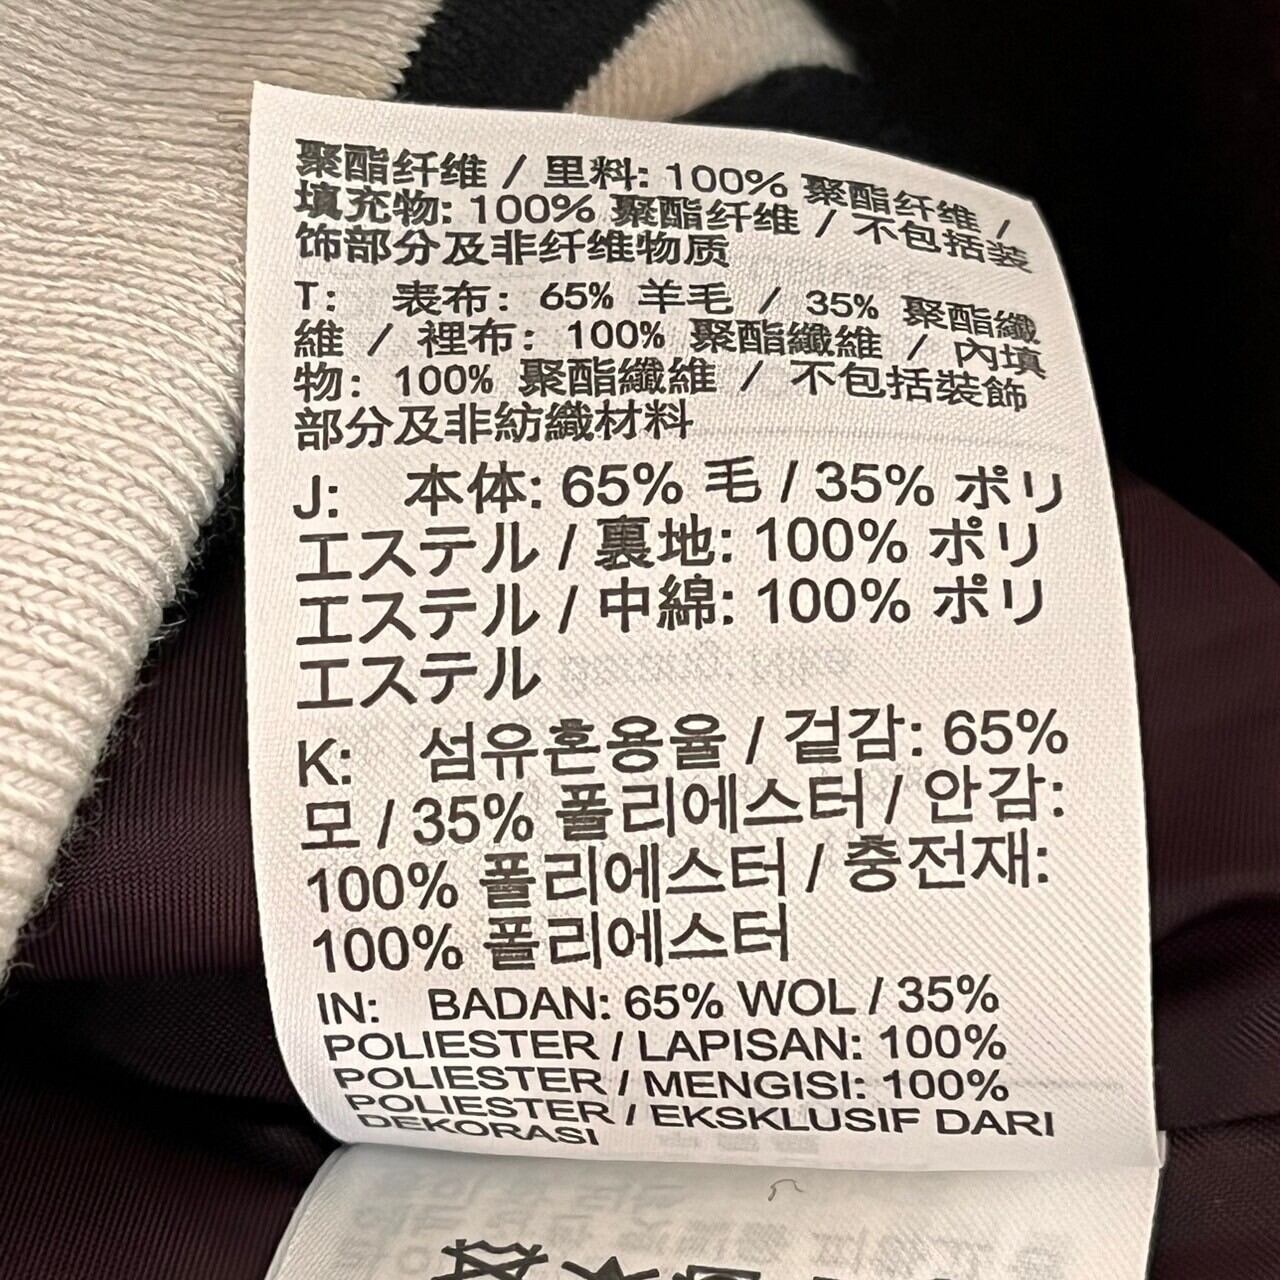 聚酯纤维 / 里料: 100% 聚酯纤维 /
填充物: 100% 聚酯纤维 / 不包括装
饰部分及非纤维物质
T: 表布: 65% 羊毛 / 35% 聚酯纖
維 / 裡布: 100% 聚酯纖維 / 內填
物: 100% 聚酯纖維 / 不包括裝飾
部分及非紡織材料
J: 本体: 65% 毛 / 35% ポリ
エステル / 裏地: 100% ポリ
エステル / 中綿: 100% ポリ
エステル
K: 섬유혼용율 / 겉감: 65%
모 / 35% 폴리에스터 / 안감:
100% 폴리에스터 / 충전재:
100% 폴리에스터
IN: BADAN: 65% WOL / 35%
POLIESTER / LAPISAN: 100%
POLIESTER / MENGISI: 100%
POLIESTER / EKSKLUSIF DARI
DEKORASI